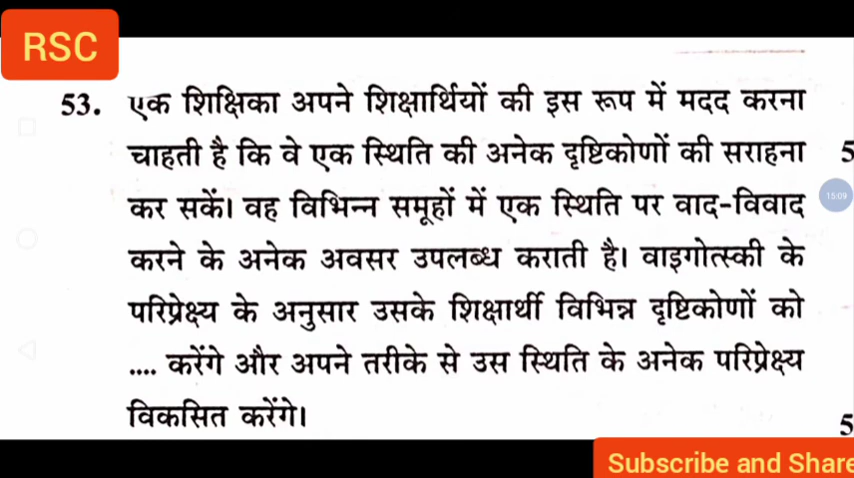 RSC
53. एक शिक्षिका अपने शिक्षार्थियों की इस रूप में मदद करना
चाहती है कि वे एक स्थिति की अनेक दृष्टिकोणों की सराहना
कर सकें। वह विभिन्न समूहों में एक स्थिति पर वाद-विवाद
करने के अनेक अवसर उपलब्ध कराती है। वाइगोत्स्की के
परिप्रेक्ष्य के अनुसार उसके शिक्षार्थी विभिन्न दृष्टिकोणों को
.... करेंगे और अपने तरीके से उस स्थिति के अनेक परिप्रेक्ष्य
विकसित करेंगे।
5
15:09
5
Subscribe and Share